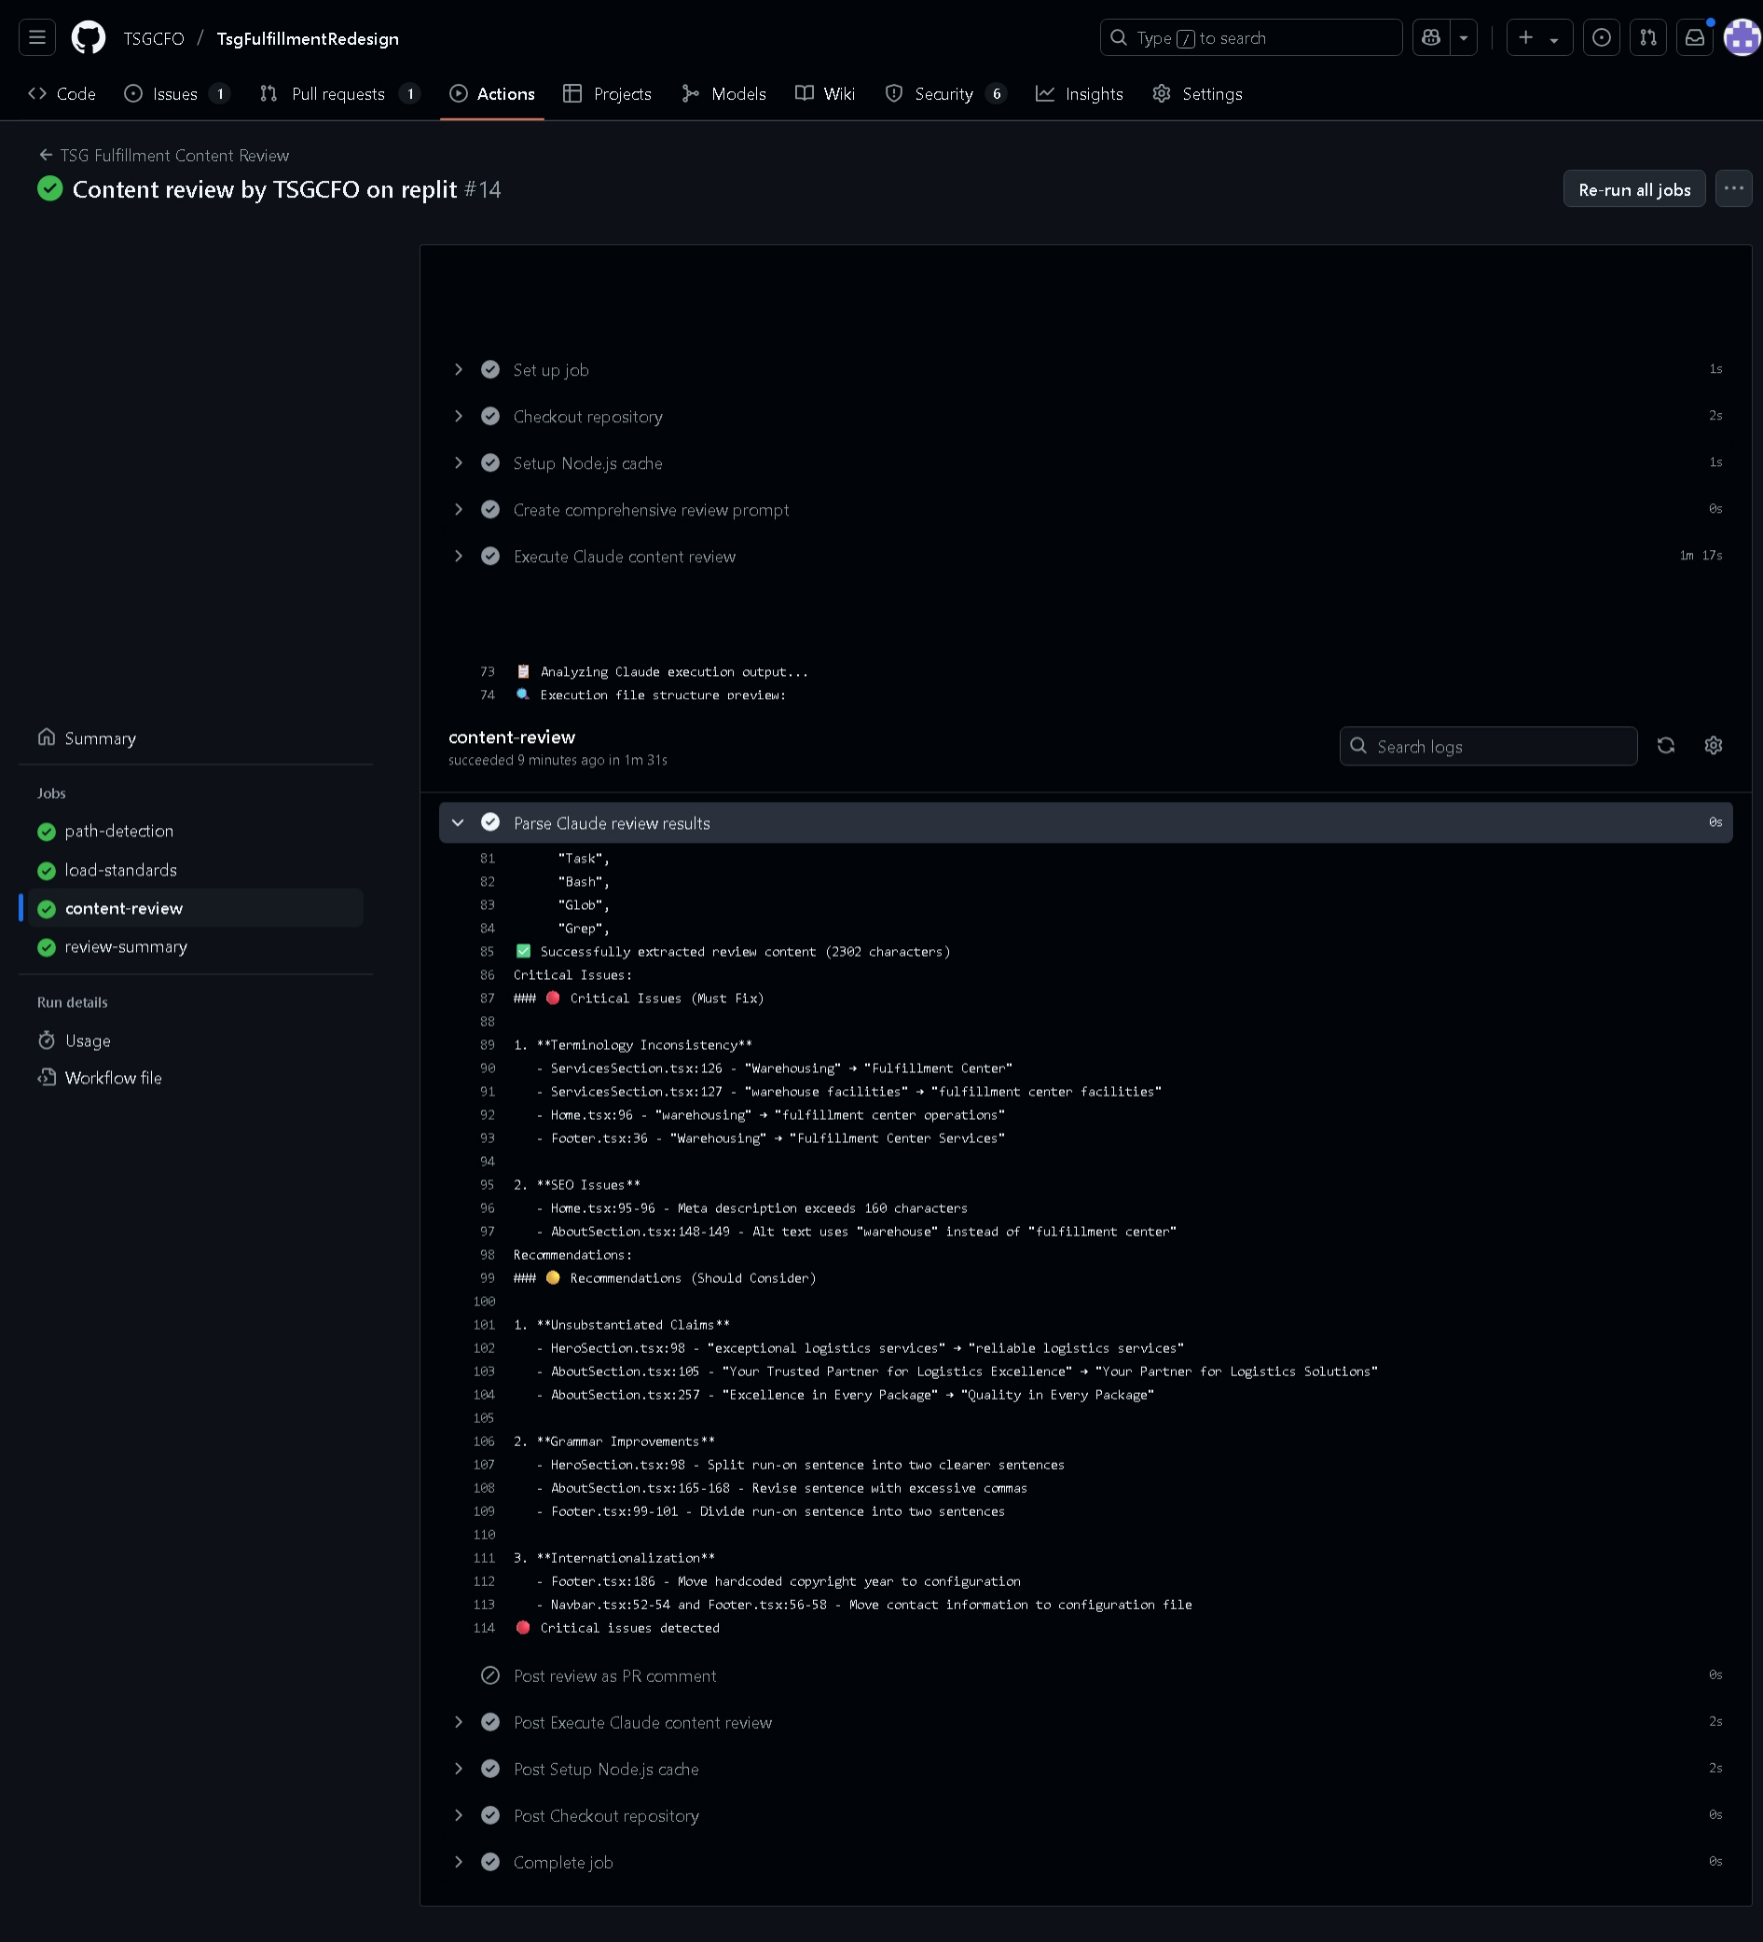 TSGCFO / TsgFulfillmentRedesign
Type / to search
Code
Issues 1
Pull requests 1
Actions
Projects
Models
Wiki
Security 6
Insights
Settings
TSG Fulfillment Content Review
Content review by TSGCFO on replit #14
Re-run all jobs
Summary
Jobs
path-detection
load-standards
content-review
review-summary
Run details
Usage
Workflow file
Set up job 1s
Checkout repository 2s
Setup Node.js cache 1s
Create comprehensive review prompt 0s
Execute Claude content review 1m 17s
73 📋 Analyzing Claude execution output...
74 🔍 Execution file structure preview:
content-review
succeeded 9 minutes ago in 1m 31s
Search logs
Parse Claude review results 0s
81 "Task",
82 "Bash",
83 "Glob",
84 "Grep",
85 ✅ Successfully extracted review content (2302 characters)
86 Critical Issues:
87 ### 🔴 Critical Issues (Must Fix)
88
89 1. **Terminology Inconsistency**
90 - ServicesSection.tsx:126 - "Warehousing" → "Fulfillment Center"
91 - ServicesSection.tsx:127 - "warehouse facilities" → "fulfillment center facilities"
92 - Home.tsx:96 - "warehousing" → "fulfillment center operations"
93 - Footer.tsx:36 - "Warehousing" → "Fulfillment Center Services"
94
95 2. **SEO Issues**
96 - Home.tsx:95-96 - Meta description exceeds 160 characters
97 - AboutSection.tsx:148-149 - Alt text uses "warehouse" instead of "fulfillment center"
98 Recommendations:
99 ### 🟡 Recommendations (Should Consider)
100
101 1. **Unsubstantiated Claims**
102 - HeroSection.tsx:98 - "exceptional logistics services" → "reliable logistics services"
103 - AboutSection.tsx:105 - "Your Trusted Partner for Logistics Excellence" → "Your Partner for Logistics Solutions"
104 - AboutSection.tsx:257 - "Excellence in Every Package" → "Quality in Every Package"
105
106 2. **Grammar Improvements**
107 - HeroSection.tsx:98 - Split run-on sentence into two clearer sentences
108 - AboutSection.tsx:165-168 - Revise sentence with excessive commas
109 - Footer.tsx:99-101 - Divide run-on sentence into two sentences
110
111 3. **Internationalization**
112 - Footer.tsx:186 - Move hardcoded copyright year to configuration
113 - Navbar.tsx:52-54 and Footer.tsx:56-58 - Move contact information to configuration file
114 🔴 Critical issues detected
Post review as PR comment 0s
Post Execute Claude content review 2s
Post Setup Node.js cache 2s
Post Checkout repository 0s
Complete job 0s